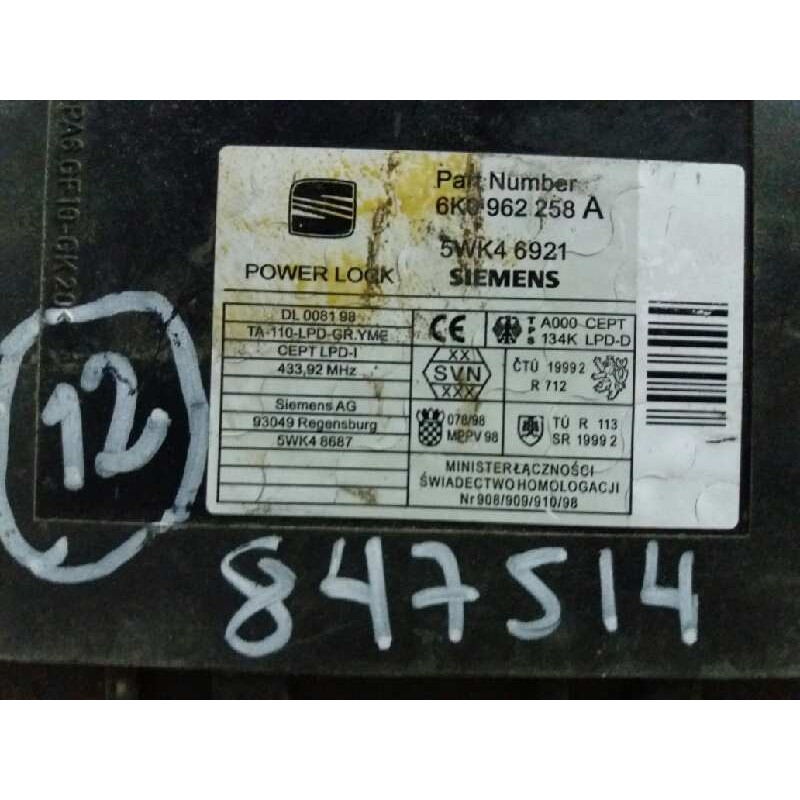 PA6 GF10-GK20<
Part Number
6K0 962 258 A
5WK4 6921
POWER LOCK SIEMENS
DL 0081 98
TA-110-LPD-GR.YME
CEPT LPD-I
433,92 MHz
Siemens AG
93049 Regensburg
5WK4 8687
CE
TPS A000 CEPT
134K LPD-D
XX
SVN
XXX
ČTÚ 1999 2
R 712
078/98
MPPV 98
TÚ R 113
SR 1999 2
MINISTER ŁĄCZNOŚCI
ŚWIADECTWO HOMOLOGACJI
Nr 908/909/910/98
12
847514